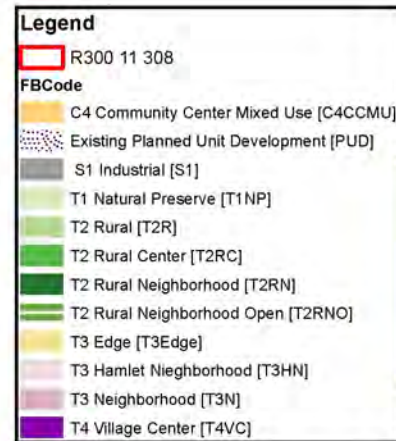 Legend
R300 11 308
FBCode
C4 Community Center Mixed Use [C4CCMU]
Existing Planned Unit Development [PUD]
S1 Industrial [S1]
T1 Natural Preserve [T1NP]
T2 Rural [T2R]
T2 Rural Center [T2RC]
T2 Rural Neighborhood [T2RN]
T2 Rural Neighborhood Open [T2RNO]
T3 Edge [T3Edge]
T3 Hamlet Nieghborhood [T3HN]
T3 Neighborhood [T3N]
T4 Village Center [T4VC]